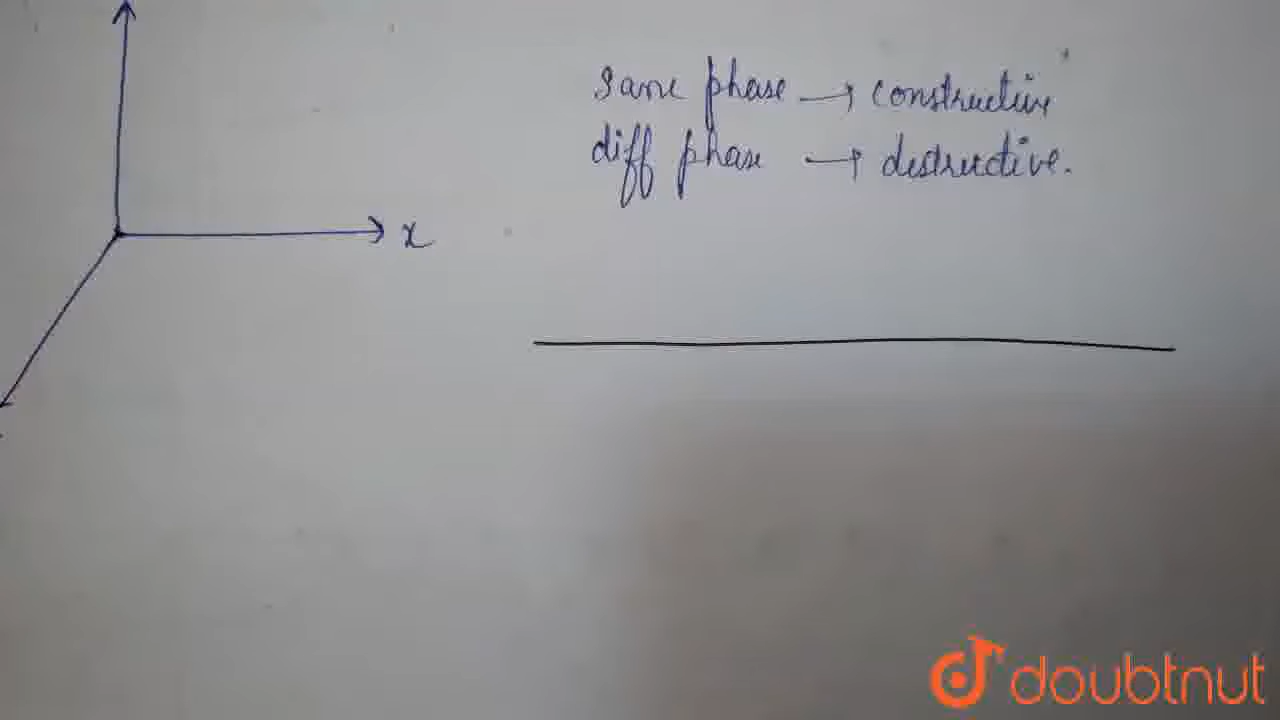 same phase → constructive
diff phase → destructive.
x
doubtnut